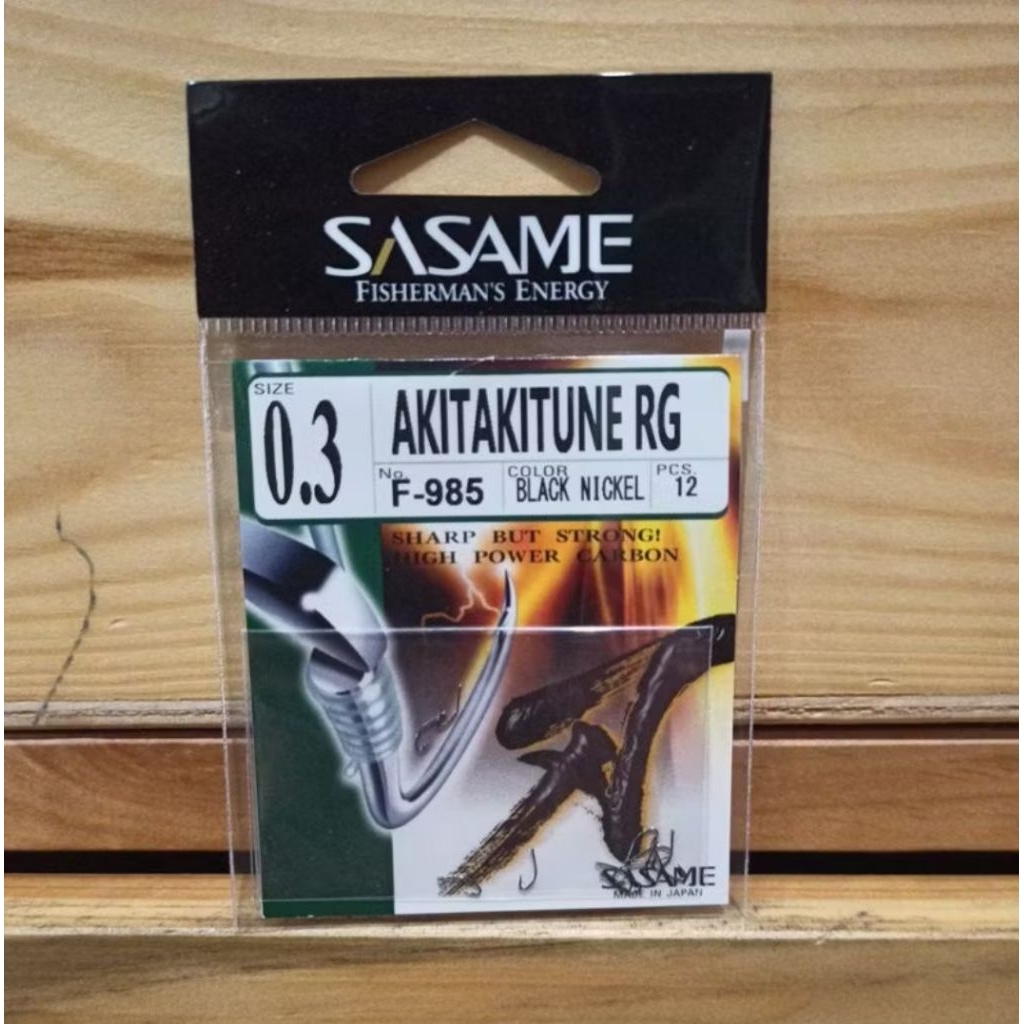 SASAME
FISHERMAN'S ENERGY
SIZE
0.3
AKITAKITUNE RG
No.
F-985
COLOR
BLACK NICKEL
PCS.
12
SHARP BUT STRONG!
HIGH POWER CARBON
SASAME
MADE IN JAPAN